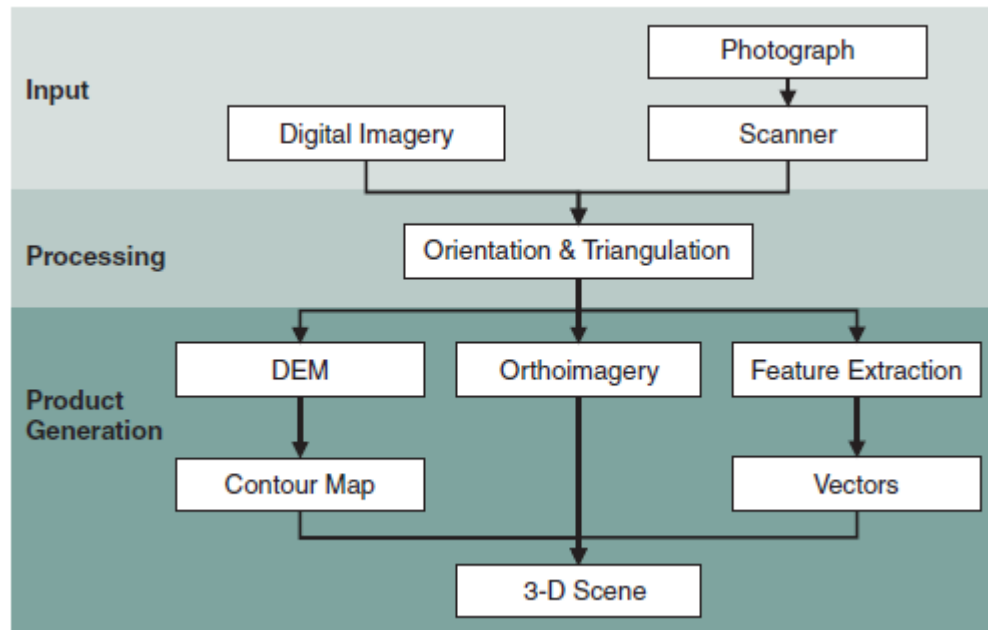 Input
Photograph
Digital Imagery
Scanner
Processing
Orientation & Triangulation
Product
Generation
DEM
Orthoimagery
Feature Extraction
Contour Map
Vectors
3-D Scene